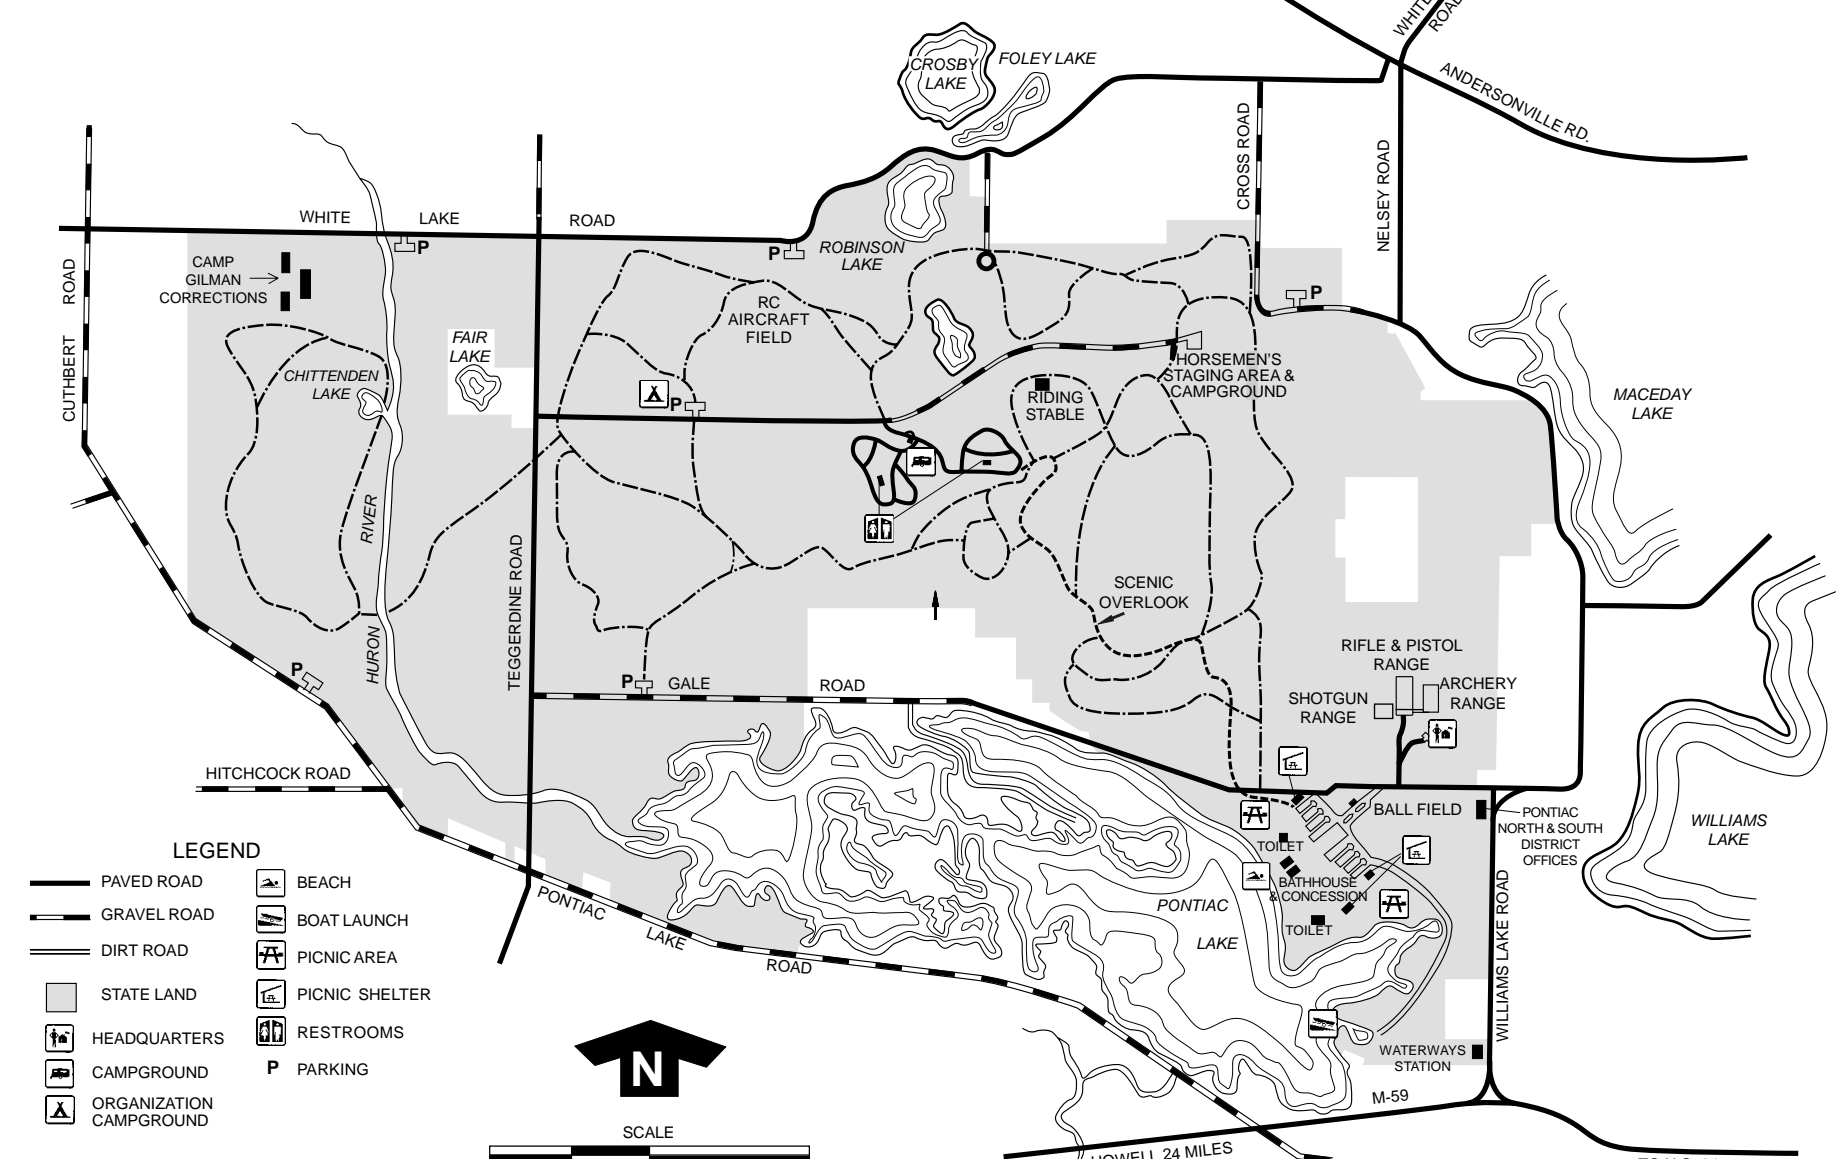 WHITE
ROAD
ANDERSONVILLE RD.
CROSBY
LAKE
FOLEY LAKE
CROSS ROAD
NELSEY ROAD
WHITE LAKE ROAD
P
P
ROBINSON
LAKE
CAMP
GILMAN
CORRECTIONS
CUTHBERT ROAD
RC
AIRCRAFT
FIELD
P
FAIR
LAKE
CHITTENDEN
LAKE
HORSEMEN'S
STAGING AREA &
CAMPGROUND
RIDING
STABLE
P
MACEDAY
LAKE
HURON RIVER
TEGGERDINE ROAD
SCENIC
OVERLOOK
RIFLE & PISTOL
RANGE
P
P
GALE ROAD
SHOTGUN
RANGE
ARCHERY
RANGE
HITCHCOCK ROAD
BALL FIELD
PONTIAC
NORTH & SOUTH
DISTRICT
OFFICES
WILLIAMS
LAKE
TOILET
BATHHOUSE
& CONCESSION
TOILET
PONTIAC
LAKE
PONTIAC LAKE ROAD
WILLIAMS LAKE ROAD
WATERWAYS
STATION
M-59
HOWELL 24 MILES
LEGEND
PAVED ROAD
GRAVEL ROAD
DIRT ROAD
STATE LAND
HEADQUARTERS
CAMPGROUND
ORGANIZATION
CAMPGROUND
BEACH
BOAT LAUNCH
PICNIC AREA
PICNIC SHELTER
RESTROOMS
P PARKING
N
SCALE